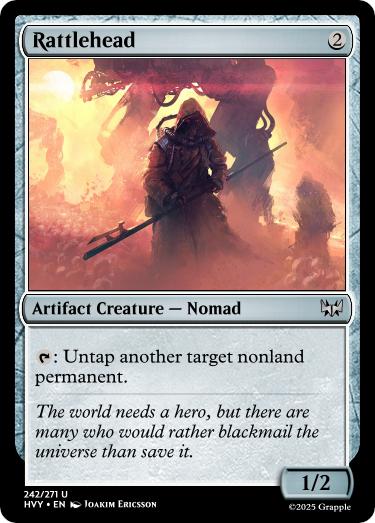 Rattlehead 2
Artifact Creature — Nomad
: Untap another target nonland
permanent.
The world needs a hero, but there are
many who would rather blackmail the
universe than save it.
1/2
242/271 U
HVY • EN Joakim Ericsson
©2025 Grapple